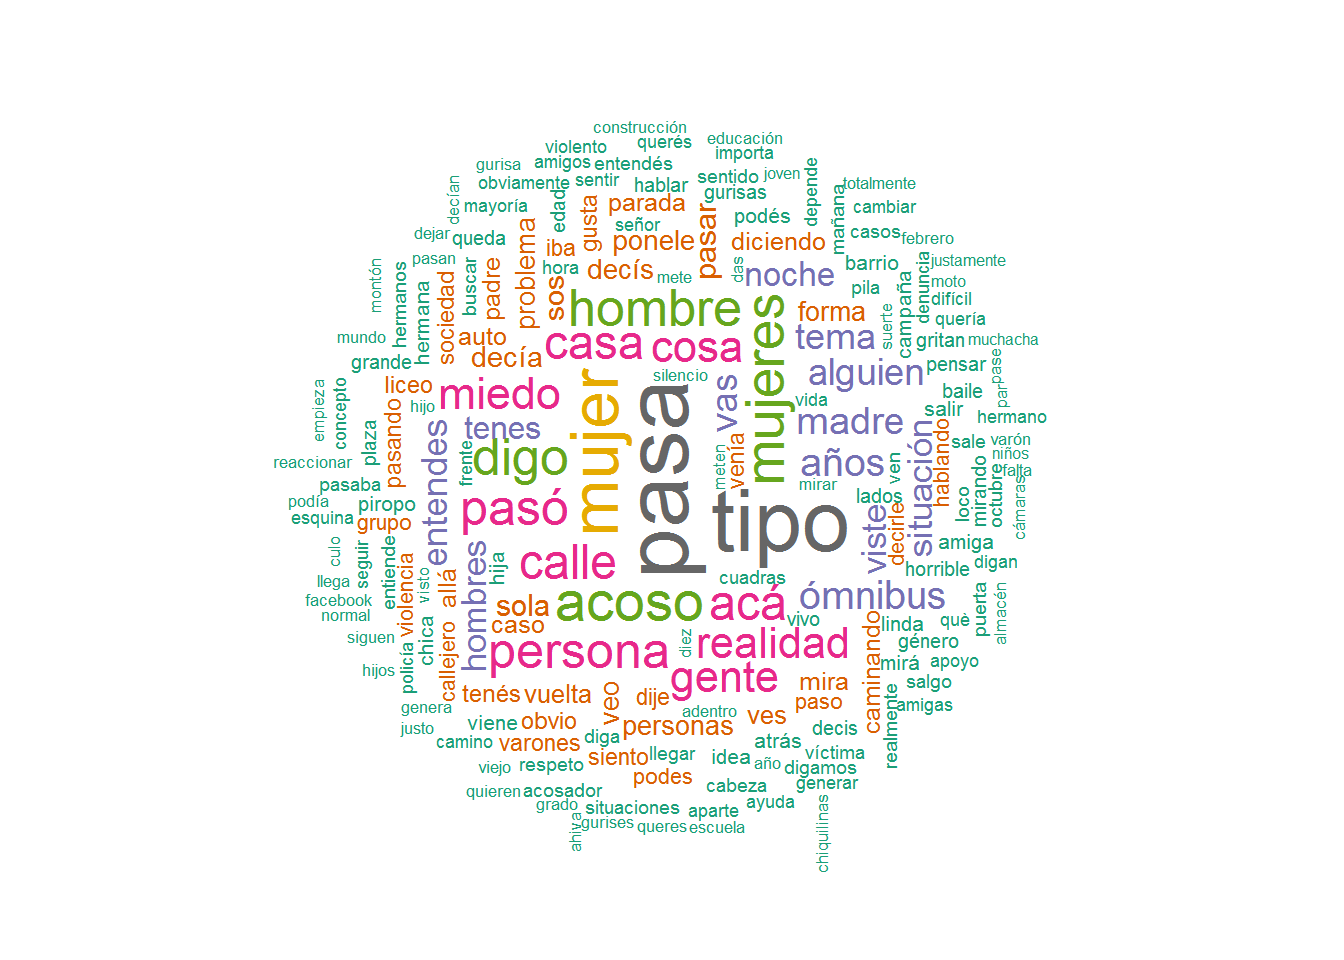 construcción
educación
violento
querés
importa
gurisa
amigos
entendés
sentido
joven
totalmente
decían
obviamente
sentir
hablar
gurisas
depende
mayoría
edad
gusta
parada
podés
mañana
cambiar
dejar
queda
problema
iba
señor
ponele
pasar
diciendo
casos
febrero
montón
hermanos
pasan
buscar
padre
hora
decís
mete
das
noche
barrio
justamente
sociedad
hermana
sos
hombre
mujeres
forma
pila
campaña
denuncia
moto
difícil
mundo
auto
decía
casa
cosa
tema
suerte
quería
gritan
muchacha
grande
liceo
miedo
silencio
alguien
pensar
par
pase
empieza
concepto
hijo
mujer
pasa
vas
vida
baile
plaza
pasando
tenes
madre
salir
hermano
reaccionar
entendes
frente
digo
meten
venía
años
situación
hablando
sale
varón
niños
falta
pasaba
mirar
ven
loco
mirando
octubre
cámaras
podía
piropo
pasó
tipo
lados
esquina
grupo
viste
decirle
amiga
culo
seguir
entiende
calle
horrible
digan
llega
visto
hija
cuadras
facebook
violencia
allá
hombres
sola
acoso
acá
ómnibus
puerta
almacén
normal
caso
vivo
linda
què
siguen
policía
chica
callejero
persona
diez
realidad
caminando
género
mirá
apoyo
hijos
gente
mira
salgo
genera
tenés
vuelta
veo
dije
paso
amigas
justo
viene
obvio
adentro
personas
ves
decis
realmente
camino
varones
diga
atrás
víctima
viejo
respeto
siento
llegar
idea
año
digamos
podes
cabeza
generar
quieren
acosador
grado
situaciones
aparte
ayuda
ahiva
gurises
queres
escuela
chiquilinas